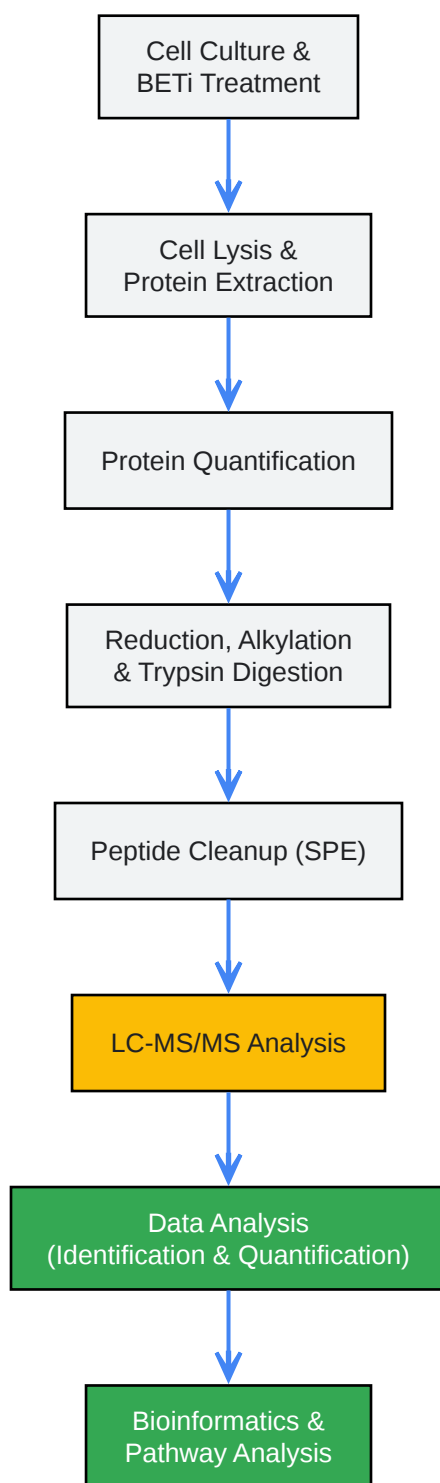 Cell Culture &
BETi Treatment
Cell Lysis &
Protein Extraction
Protein Quantification
Reduction, Alkylation
& Trypsin Digestion
Peptide Cleanup (SPE)
LC-MS/MS Analysis
Data Analysis
(Identification & Quantification)
Bioinformatics &
Pathway Analysis